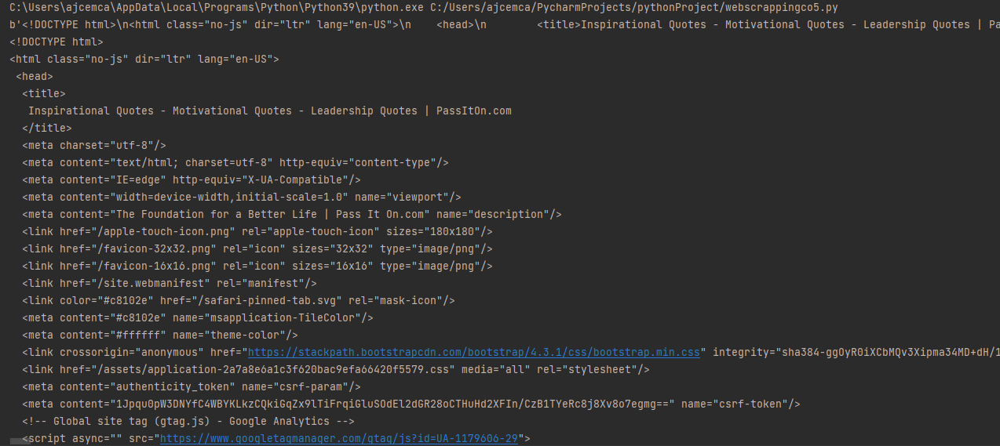 C:\Users\ajcemca\AppData\Local\Programs\Python\Python39\python.exe C:/Users/ajcemca/PycharmProjects/pythonProject/webscrappingco5.py
b'<!DOCTYPE html>\n<html class="no-js" dir="ltr" lang="en-US">\n    <head>\n        <title>Inspirational Quotes - Motivational Quotes - Leadership Quotes | Pa
<!DOCTYPE html>
<html class="no-js" dir="ltr" lang="en-US">
 <head>
  <title>
   Inspirational Quotes - Motivational Quotes - Leadership Quotes | PassItOn.com
  </title>
  <meta charset="utf-8"/>
  <meta content="text/html; charset=utf-8" http-equiv="content-type"/>
  <meta content="IE=edge" http-equiv="X-UA-Compatible"/>
  <meta content="width=device-width,initial-scale=1.0" name="viewport"/>
  <meta content="The Foundation for a Better Life | Pass It On.com" name="description"/>
  <link href="/apple-touch-icon.png" rel="apple-touch-icon" sizes="180x180"/>
  <link href="/favicon-32x32.png" rel="icon" sizes="32x32" type="image/png"/>
  <link href="/favicon-16x16.png" rel="icon" sizes="16x16" type="image/png"/>
  <link href="/site.webmanifest" rel="manifest"/>
  <link color="#c8102e" href="/safari-pinned-tab.svg" rel="mask-icon"/>
  <meta content="#c8102e" name="msapplication-TileColor"/>
  <meta content="#ffffff" name="theme-color"/>
  <link crossorigin="anonymous" href="https://stackpath.bootstrapcdn.com/bootstrap/4.3.1/css/bootstrap.min.css" integrity="sha384-ggOyR0iXCbMQv3Xipma34MD+dH/1
  <link href="/assets/application-2a7a8e6a1c3f620bac9efa66420f5579.css" media="all" rel="stylesheet"/>
  <meta content="authenticity_token" name="csrf-param"/>
  <meta content="1Jpqu0pW3DNYfC4WBYKLkzCQkiGqZx9lTiFrqiGluSOdEl2dGR28oCTHuHd2XFIn/CzB1TYeRc8j8Xv8o7egmg==" name="csrf-token"/>
  <!-- Global site tag (gtag.js) - Google Analytics -->
  <script async="" src="https://www.googletagmanager.com/gtag/js?id=UA-1179606-29">